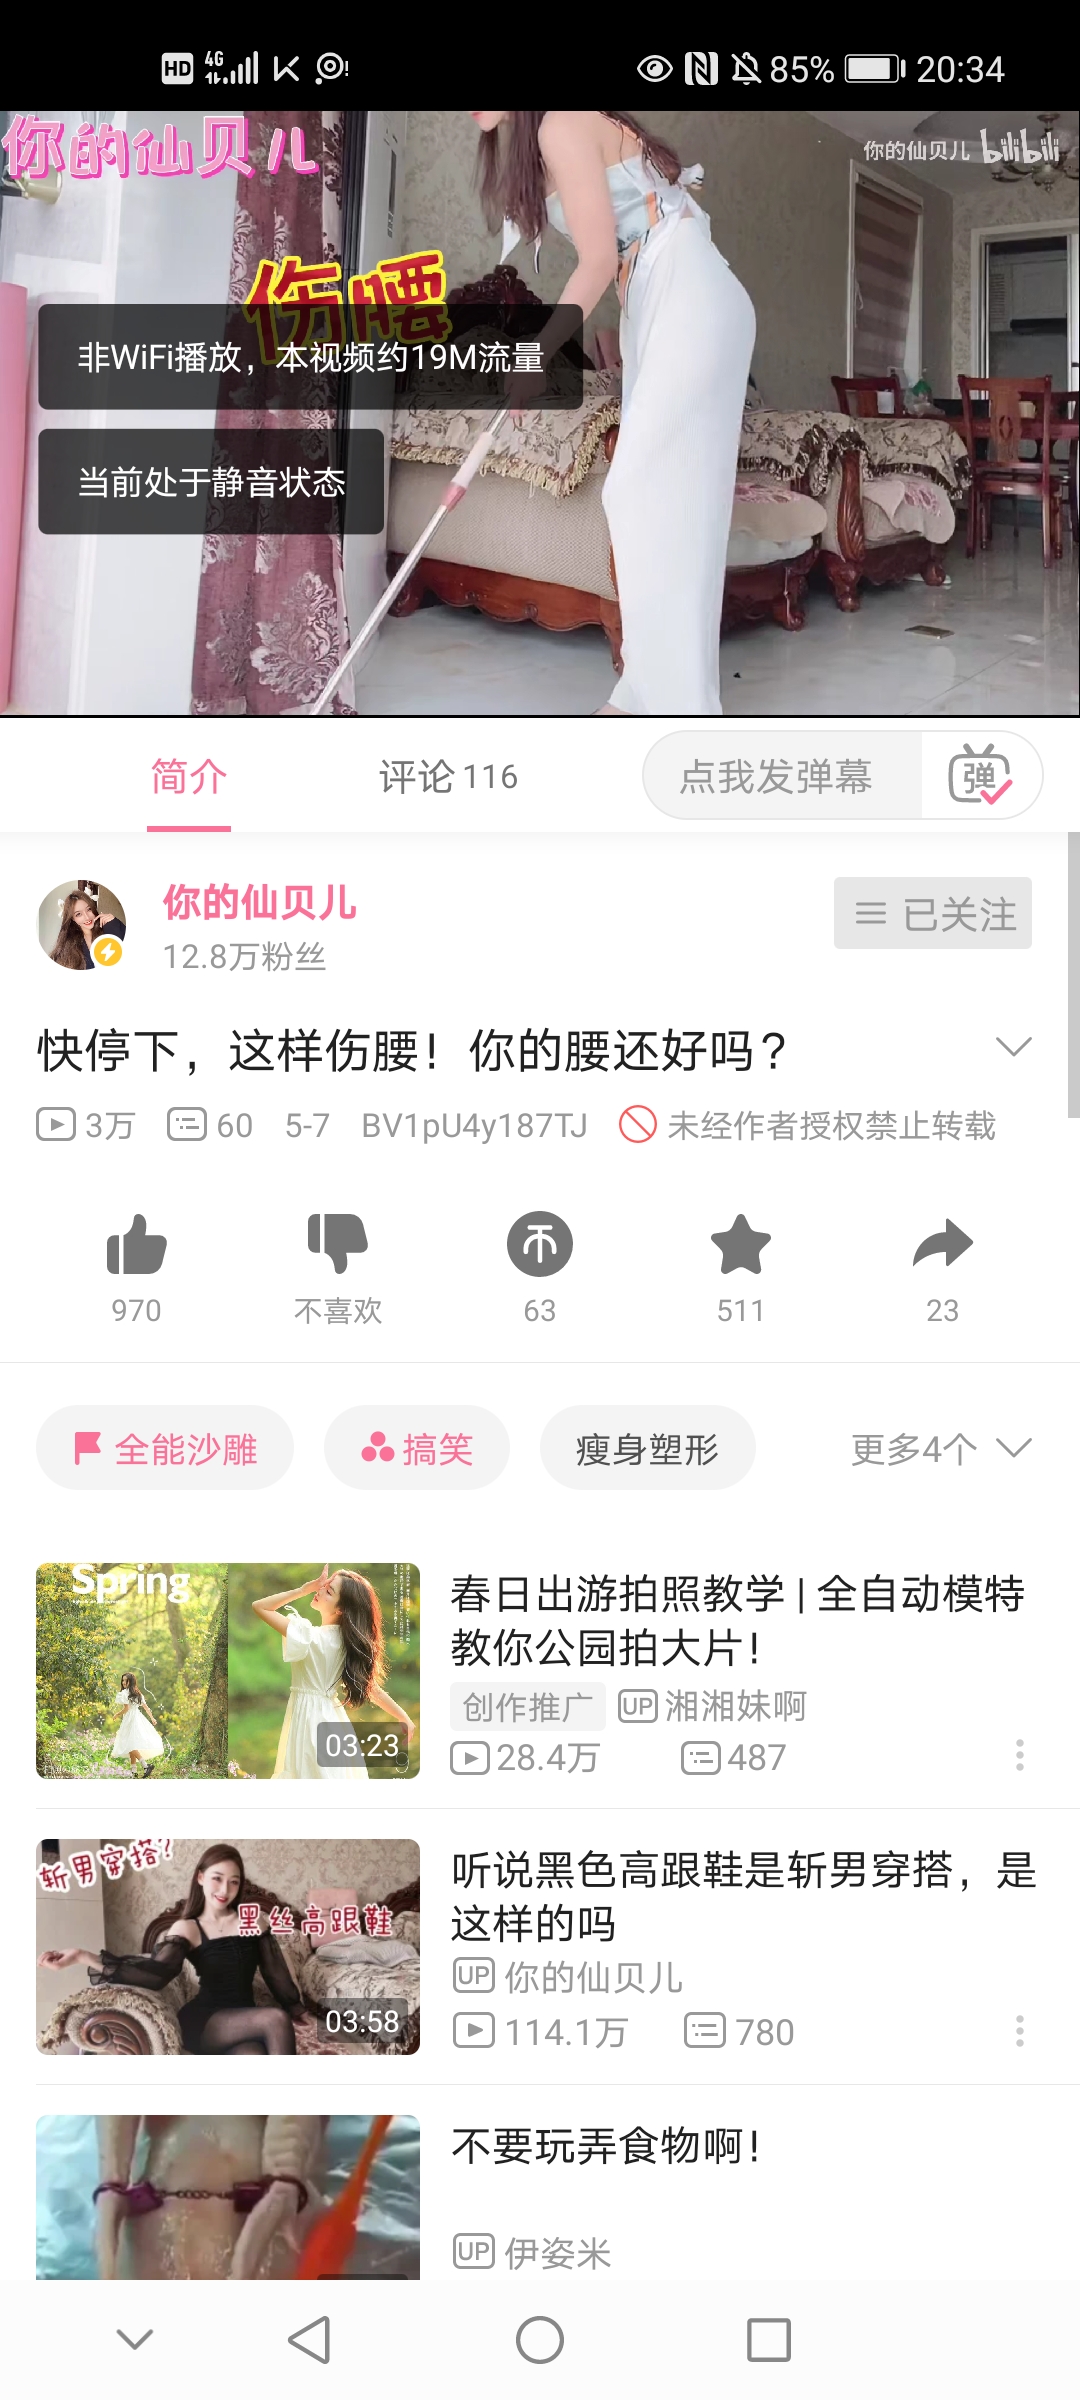 HD 4G 85% 20:34
你的仙贝儿
你的仙贝儿 bilibili
伤腰
非WiFi播放，本视频约19M流量
当前处于静音状态
简介 评论116 点我发弹幕 弹
你的仙贝儿
12.8万粉丝
已关注
快停下，这样伤腰！你的腰还好吗？
3万 60 5-7 BV1pU4y187TJ 未经作者授权禁止转载
970 不喜欢 63 511 23
全能沙雕 搞笑 瘦身塑形 更多4个
Spring
03:23
春日出游拍照教学 | 全自动模特
教你公园拍大片！
创作推广 UP 湘湘妹啊
28.4万 487
斩男穿搭?
黑丝高跟鞋
03:58
听说黑色高跟鞋是斩男穿搭，是
这样的吗
UP 你的仙贝儿
114.1万 780
不要玩弄食物啊！
UP 伊姿米